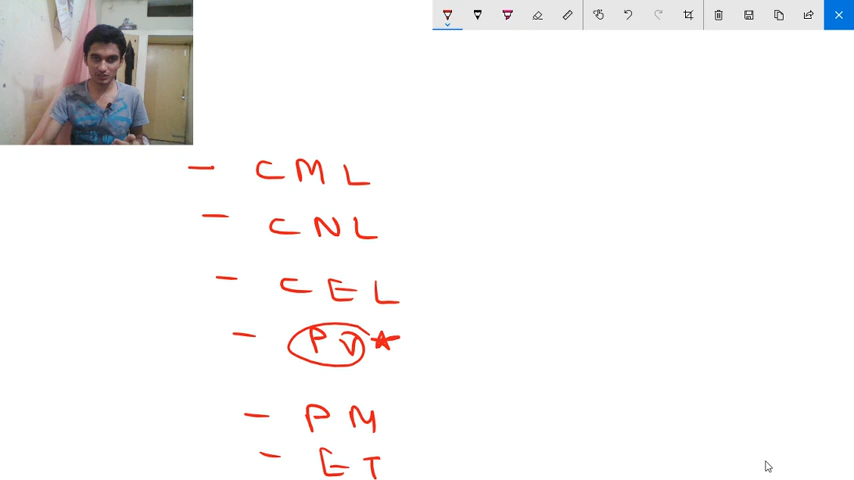 - CML
- CNL
- CEL
- PV*
- PM
- ET